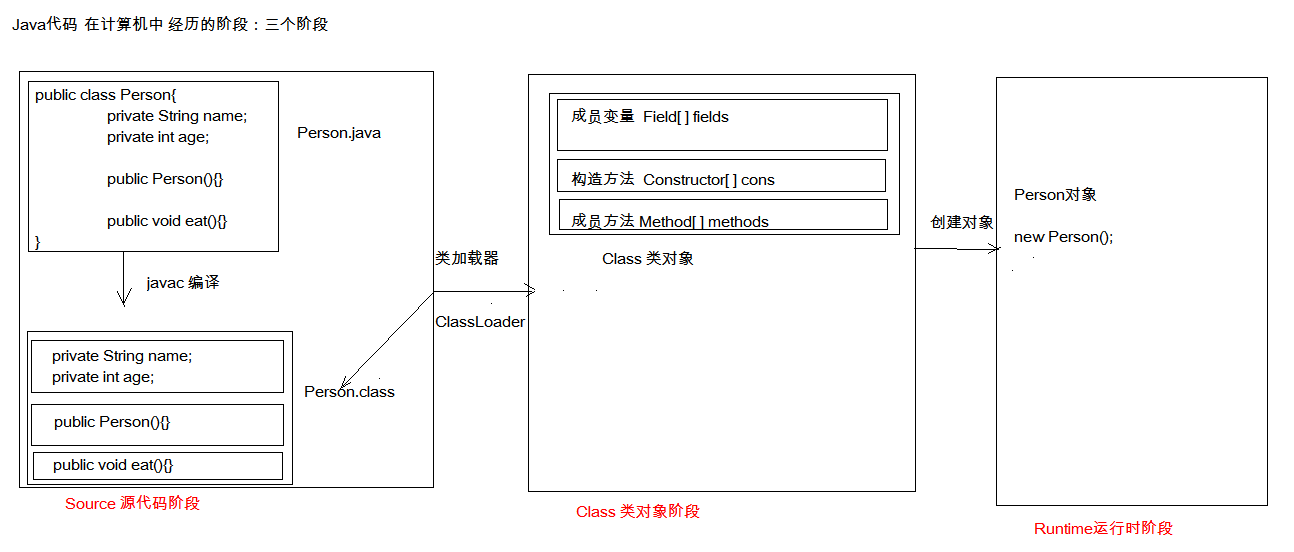 Java代码 在计算机中 经历的阶段：三个阶段
public class Person{
private String name;
private int age;
public Person(){}
public void eat(){}
}
Person.java
javac 编译
private String name;
private int age;
public Person(){}
public void eat(){}
Person.class
Source 源代码阶段
类加载器
ClassLoader
成员变量 Field[ ] fields
构造方法 Constructor[ ] cons
成员方法 Method[ ] methods
Class 类对象
Class 类对象阶段
创建对象
Person对象
new Person();
Runtime运行时阶段